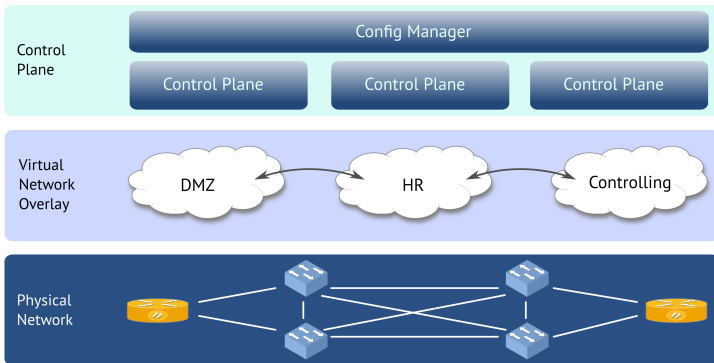 Control
Plane
Config Manager
Control Plane
Control Plane
Control Plane
Virtual
Network
Overlay
DMZ
HR
Controlling
Physical
Network